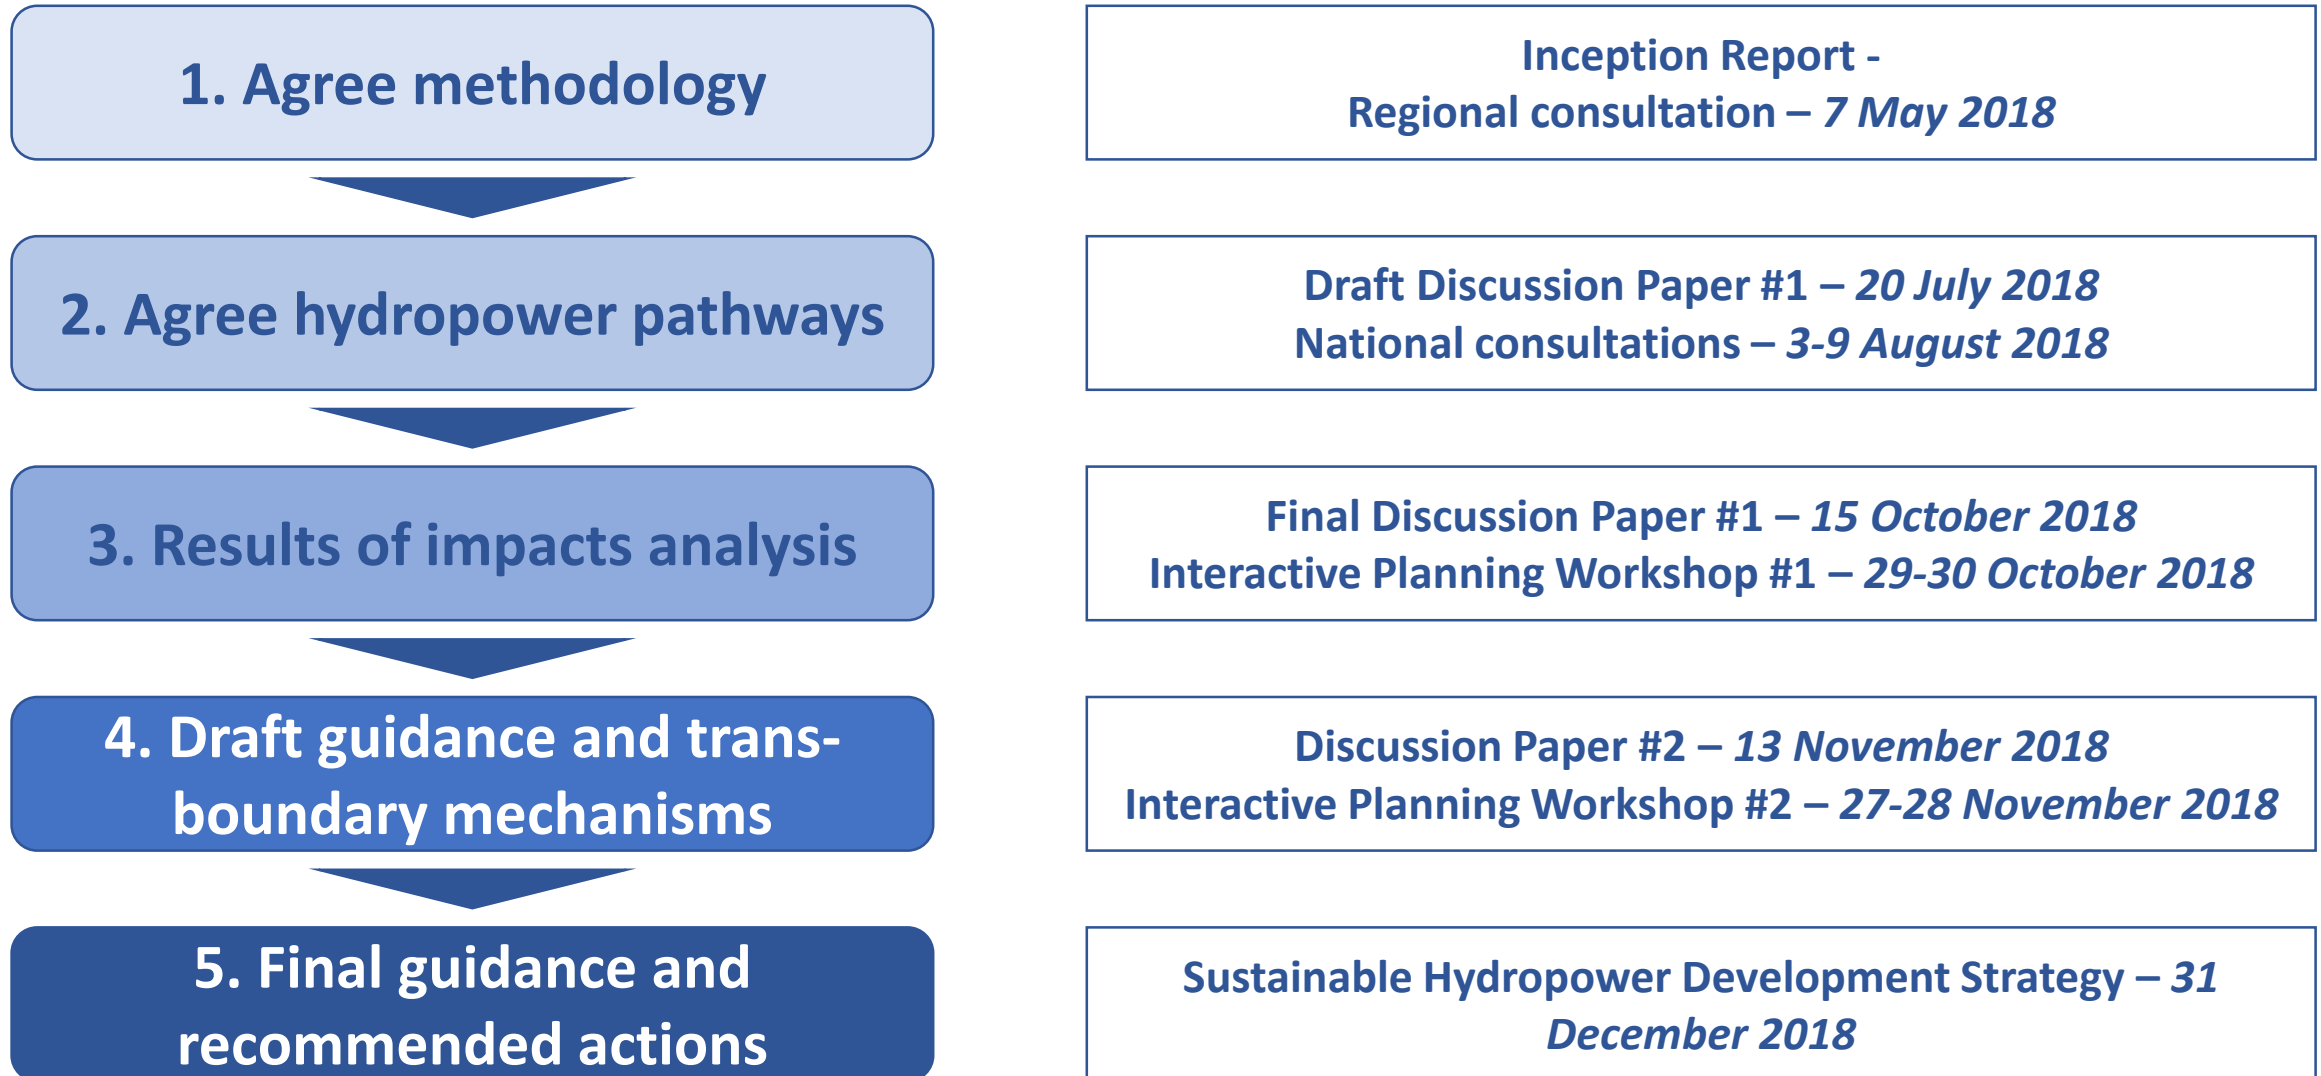 1. Agree methodology
Inception Report -
Regional consultation – 7 May 2018
2. Agree hydropower pathways
Draft Discussion Paper #1 – 20 July 2018
National consultations – 3-9 August 2018
3. Results of impacts analysis
Final Discussion Paper #1 – 15 October 2018
Interactive Planning Workshop #1 – 29-30 October 2018
4. Draft guidance and trans-
boundary mechanisms
Discussion Paper #2 – 13 November 2018
Interactive Planning Workshop #2 – 27-28 November 2018
5. Final guidance and
recommended actions
Sustainable Hydropower Development Strategy – 31
December 2018